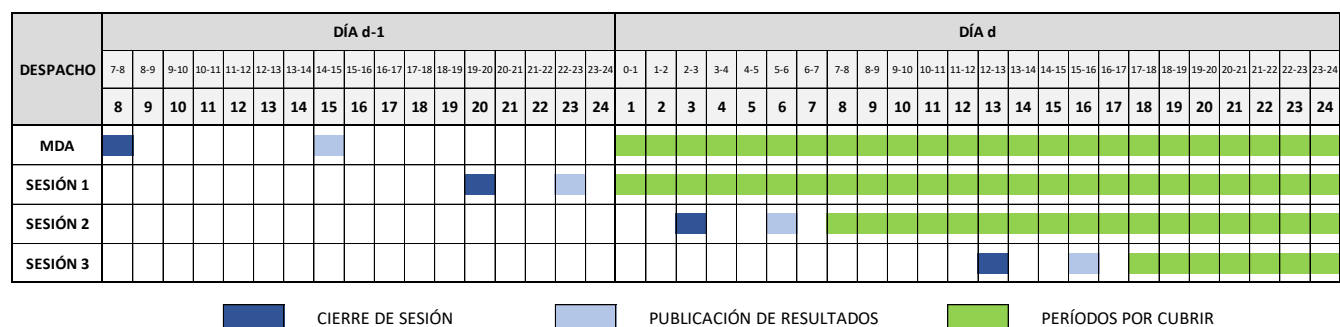 DÍA d-1 DÍA d
DESPACHO 7-8 8-9 9-10 10-11 11-12 12-13 13-14 14-15 15-16 16-17 17-18 18-19 19-20 20-21 21-22 22-23 23-24 0-1 1-2 2-3 3-4 4-5 5-6 6-7 7-8 8-9 9-10 10-11 11-12 12-13 13-14 14-15 15-16 16-17 17-18 18-19 19-20 20-21 21-22 22-23 23-24
8 9 10 11 12 13 14 15 16 17 18 19 20 21 22 23 24 1 2 3 4 5 6 7 8 9 10 11 12 13 14 15 16 17 18 19 20 21 22 23 24
MDA
SESIÓN 1
SESIÓN 2
SESIÓN 3
CIERRE DE SESIÓN PUBLICACIÓN DE RESULTADOS PERÍODOS POR CUBRIR